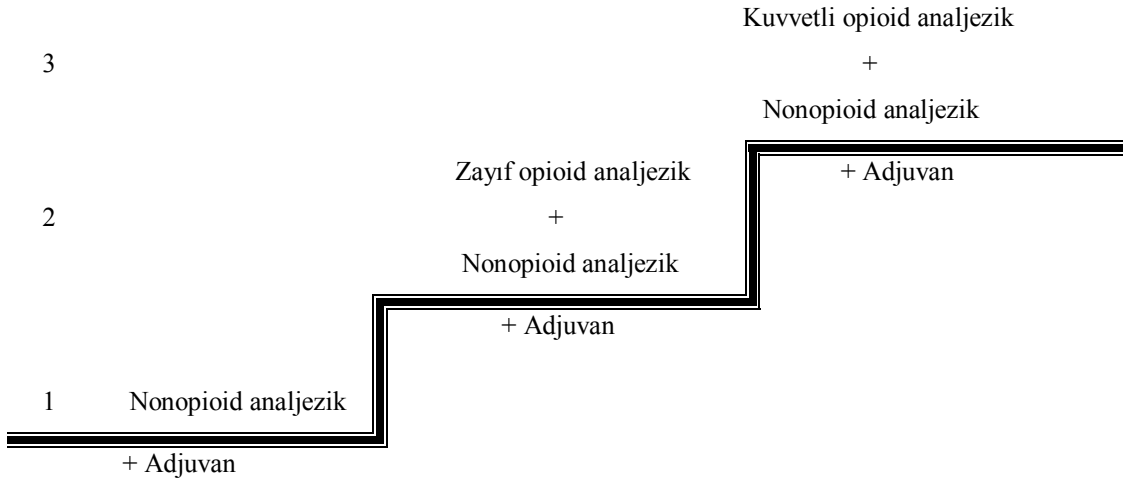 Kuvvetli opioid analjezik
3 +
Nonopioid analjezik
+ Adjuvan
Zayıf opioid analjezik
2 +
Nonopioid analjezik
+ Adjuvan
1 Nonopioid analjezik
+ Adjuvan